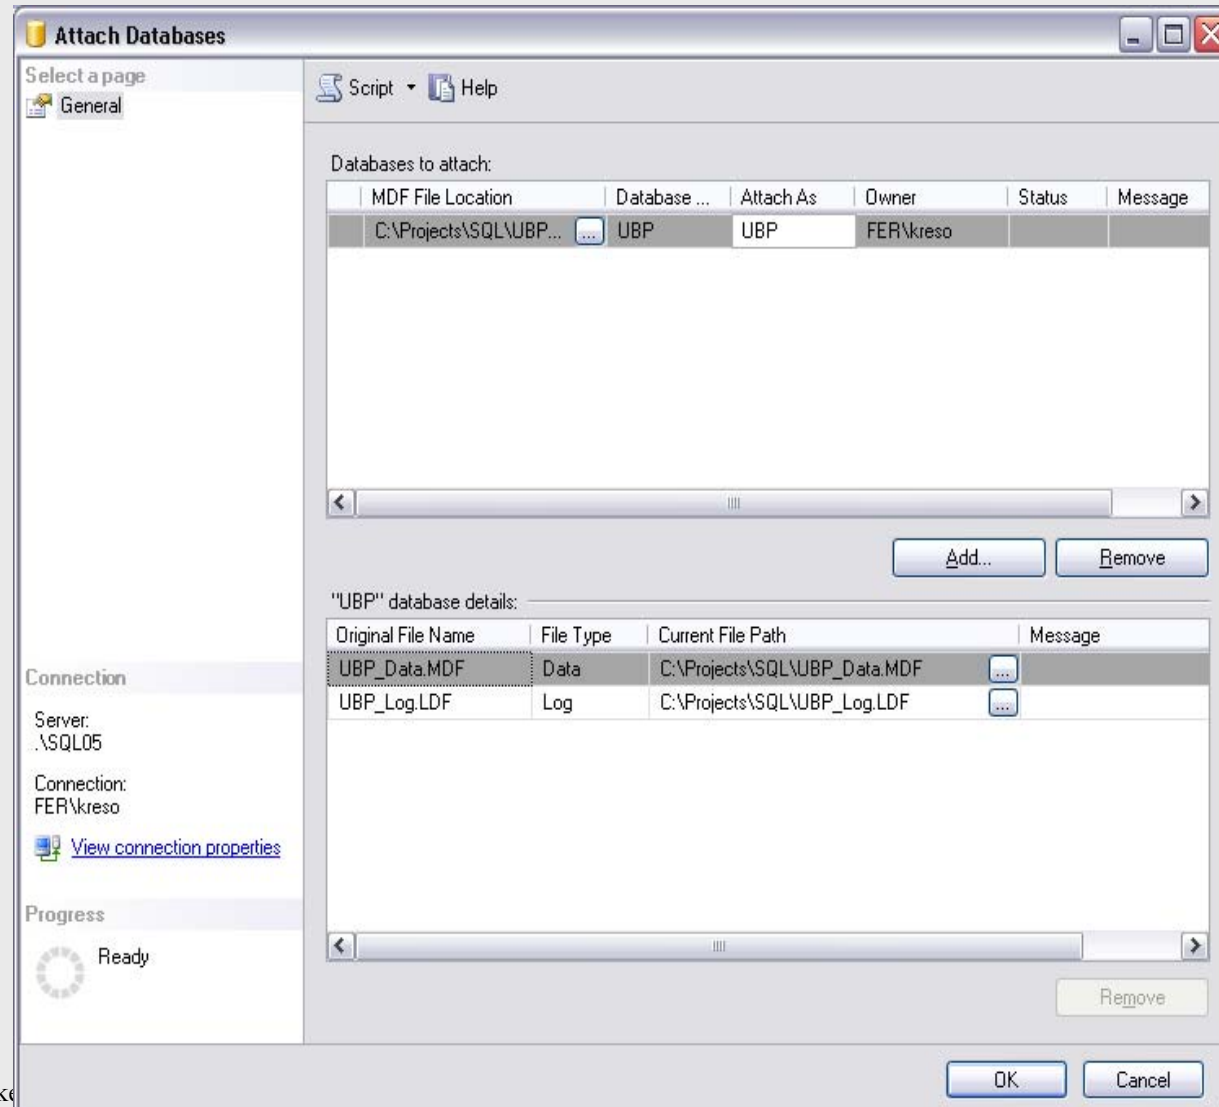 Attach Databases
Select a page
General
Script Help
Databases to attach:
MDF File Location Database ... Attach As Owner Status Message
C:\Projects\SQL\UBP... ... UBP UBP FER\kreso
Add... Remove
"UBP" database details:
Original File Name File Type Current File Path Message
UBP_Data.MDF Data C:\Projects\SQL\UBP_Data.MDF ...
UBP_Log.LDF Log C:\Projects\SQL\UBP_Log.LDF ...
Connection
Server:
.\SQL05
Connection:
FER\kreso
View connection properties
Progress
Ready
Remove
OK Cancel